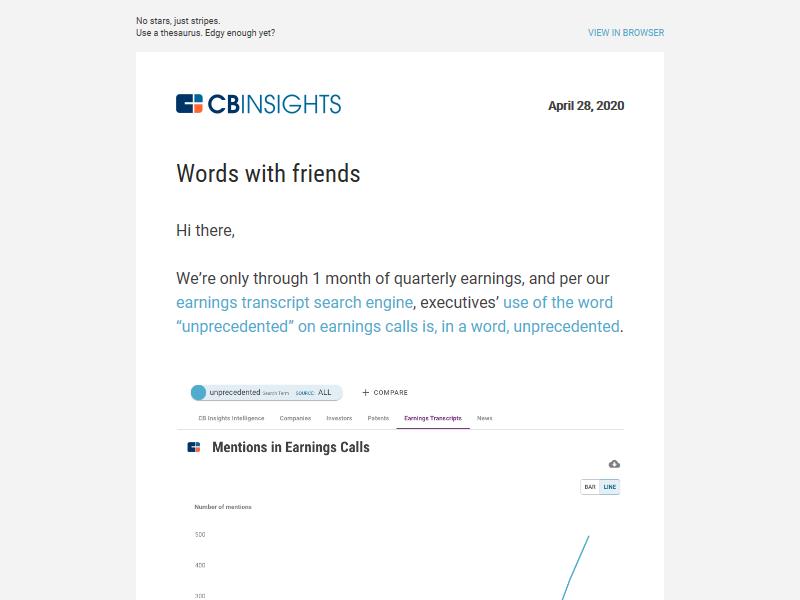 No stars, just stripes.
Use a thesaurus. Edgy enough yet?
VIEW IN BROWSER
CBINSIGHTS
April 28, 2020
Words with friends
Hi there,
We’re only through 1 month of quarterly earnings, and per our
earnings transcript search engine, executives’ use of the word
“unprecedented” on earnings calls is, in a word, unprecedented.
unprecedented Search Term SOURCE: ALL + COMPARE
CB Insights Intelligence Companies Investors Patents Earnings Transcripts News
Mentions in Earnings Calls
BAR LINE
Number of mentions
500
400
300